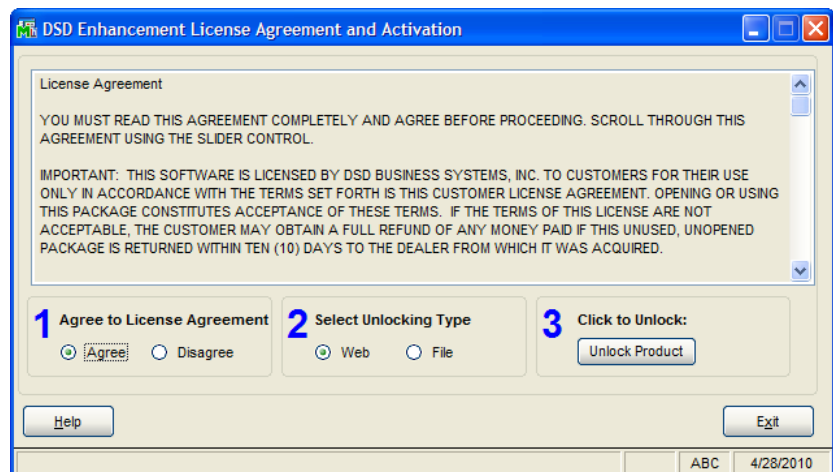 DSD Enhancement License Agreement and Activation
License Agreement
YOU MUST READ THIS AGREEMENT COMPLETELY AND AGREE BEFORE PROCEEDING. SCROLL THROUGH THIS
AGREEMENT USING THE SLIDER CONTROL.
IMPORTANT: THIS SOFTWARE IS LICENSED BY DSD BUSINESS SYSTEMS, INC. TO CUSTOMERS FOR THEIR USE
ONLY IN ACCORDANCE WITH THE TERMS SET FORTH IS THIS CUSTOMER LICENSE AGREEMENT. OPENING OR USING
THIS PACKAGE CONSTITUTES ACCEPTANCE OF THESE TERMS. IF THE TERMS OF THIS LICENSE ARE NOT
ACCEPTABLE, THE CUSTOMER MAY OBTAIN A FULL REFUND OF ANY MONEY PAID IF THIS UNUSED, UNOPENED
PACKAGE IS RETURNED WITHIN TEN (10) DAYS TO THE DEALER FROM WHICH IT WAS ACQUIRED.
1 Agree to License Agreement
Agree Disagree
2 Select Unlocking Type
Web File
3 Click to Unlock:
Unlock Product
Help
Exit
ABC 4/28/2010